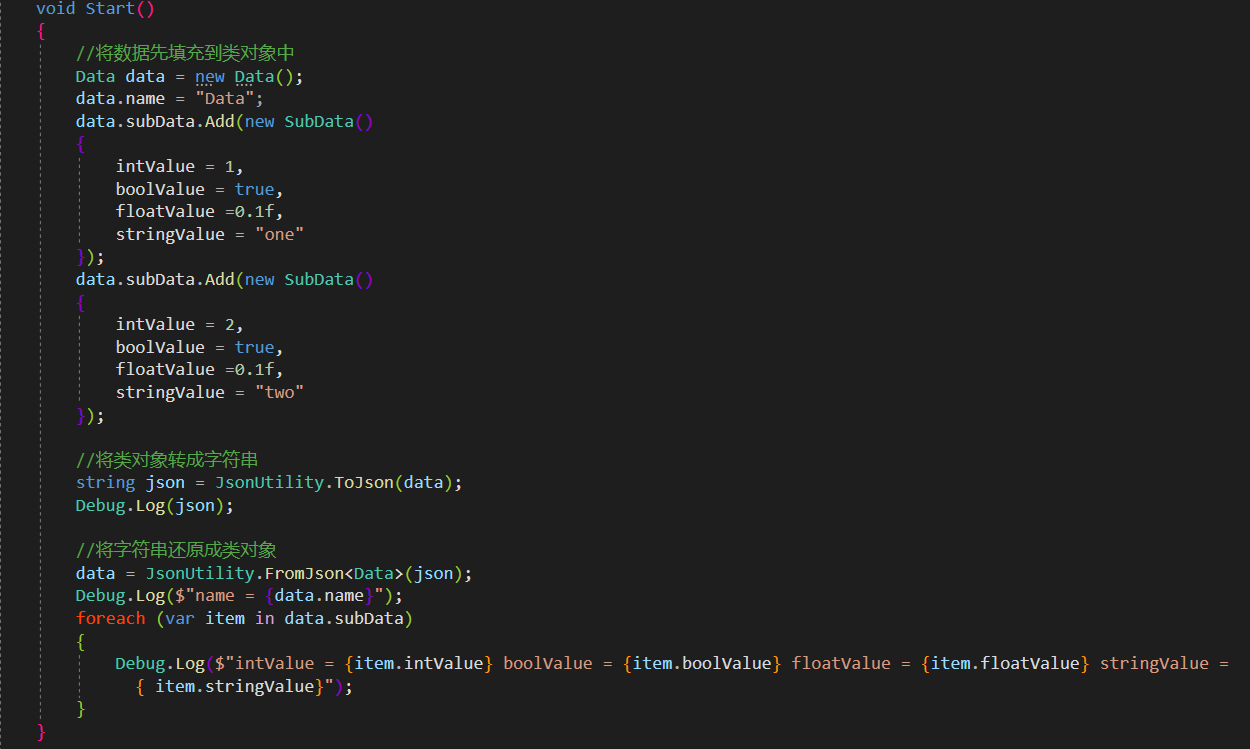 void Start()
{
//将数据先填充到类对象中
Data data = new Data();
data.name = "Data";
data.subData.Add(new SubData()
{
intValue = 1,
boolValue = true,
floatValue =0.1f,
stringValue = "one"
});
data.subData.Add(new SubData()
{
intValue = 2,
boolValue = true,
floatValue =0.1f,
stringValue = "two"
});
//将类对象转成字符串
string json = JsonUtility.ToJson(data);
Debug.Log(json);
//将字符串还原成类对象
data = JsonUtility.FromJson<Data>(json);
Debug.Log($"name = {data.name}");
foreach (var item in data.subData)
{
Debug.Log($"intValue = {item.intValue} boolValue = {item.boolValue} floatValue = {item.floatValue} stringValue =
{ item.stringValue}");
}
}